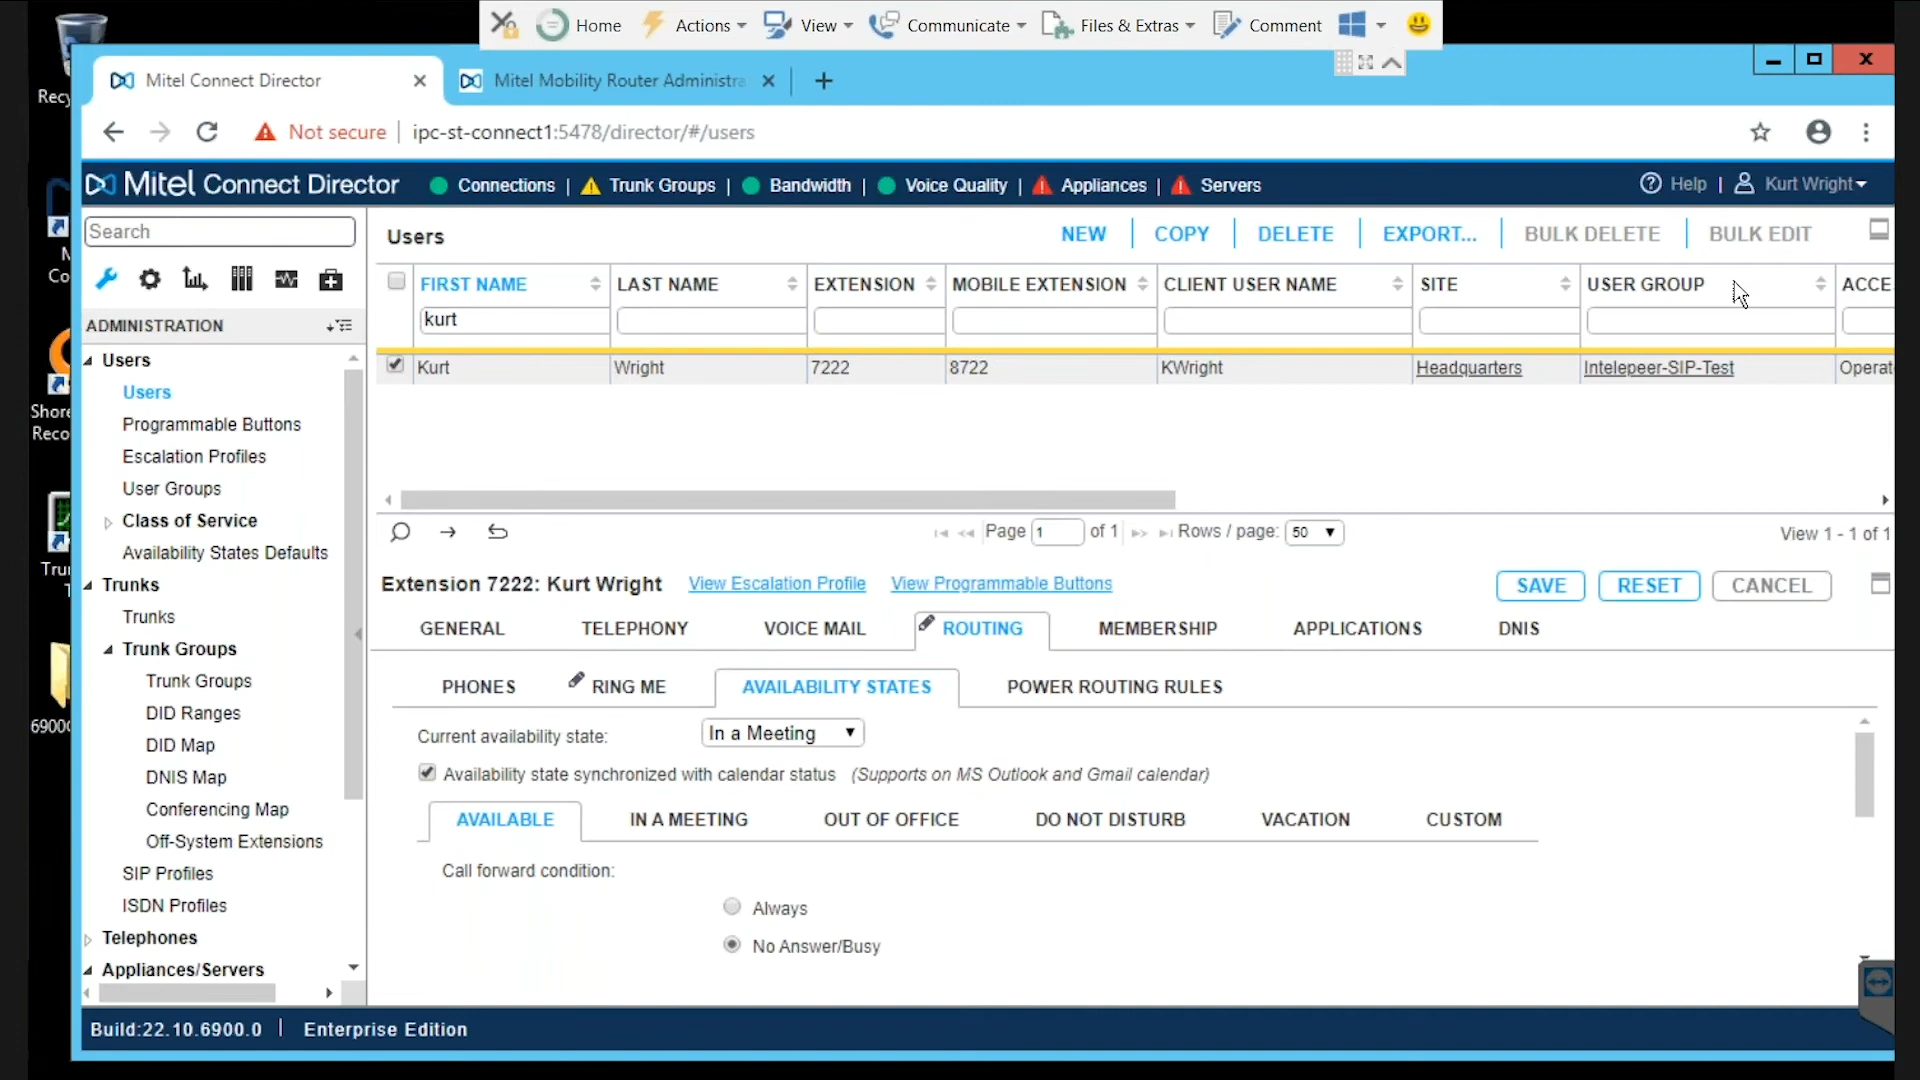 Home Actions View Communicate Files & Extras Comment
Mitel Connect Director
Mitel Mobility Router Administra
Not secure ipc-st-connect1:5478/director/#/users
Mitel Connect Director
Connections | Trunk Groups | Bandwidth | Voice Quality | Appliances | Servers
Help | Kurt Wright
Recy
Co
Shore
Reco
Tru
6900
Search
ADMINISTRATION
Users
Users
Programmable Buttons
Escalation Profiles
User Groups
Class of Service
Availability States Defaults
Trunks
Trunks
Trunk Groups
Trunk Groups
DID Ranges
DID Map
DNIS Map
Conferencing Map
Off-System Extensions
SIP Profiles
ISDN Profiles
Telephones
Appliances/Servers
Users
NEW COPY DELETE EXPORT... BULK DELETE BULK EDIT
FIRST NAME LAST NAME EXTENSION MOBILE EXTENSION CLIENT USER NAME SITE USER GROUP ACCE
kurt
Kurt Wright 7222 8722 KWright Headquarters Intelepeer-SIP-Test Operat
Page 1 of 1 Rows / page: 50 View 1 - 1 of 1
Extension 7222: Kurt Wright View Escalation Profile View Programmable Buttons
SAVE RESET CANCEL
GENERAL TELEPHONY VOICE MAIL ROUTING MEMBERSHIP APPLICATIONS DNIS
PHONES RING ME AVAILABILITY STATES POWER ROUTING RULES
Current availability state: In a Meeting
Availability state synchronized with calendar status (Supports on MS Outlook and Gmail calendar)
AVAILABLE IN A MEETING OUT OF OFFICE DO NOT DISTURB VACATION CUSTOM
Call forward condition:
Always
No Answer/Busy
Build:22.10.6900.0 | Enterprise Edition